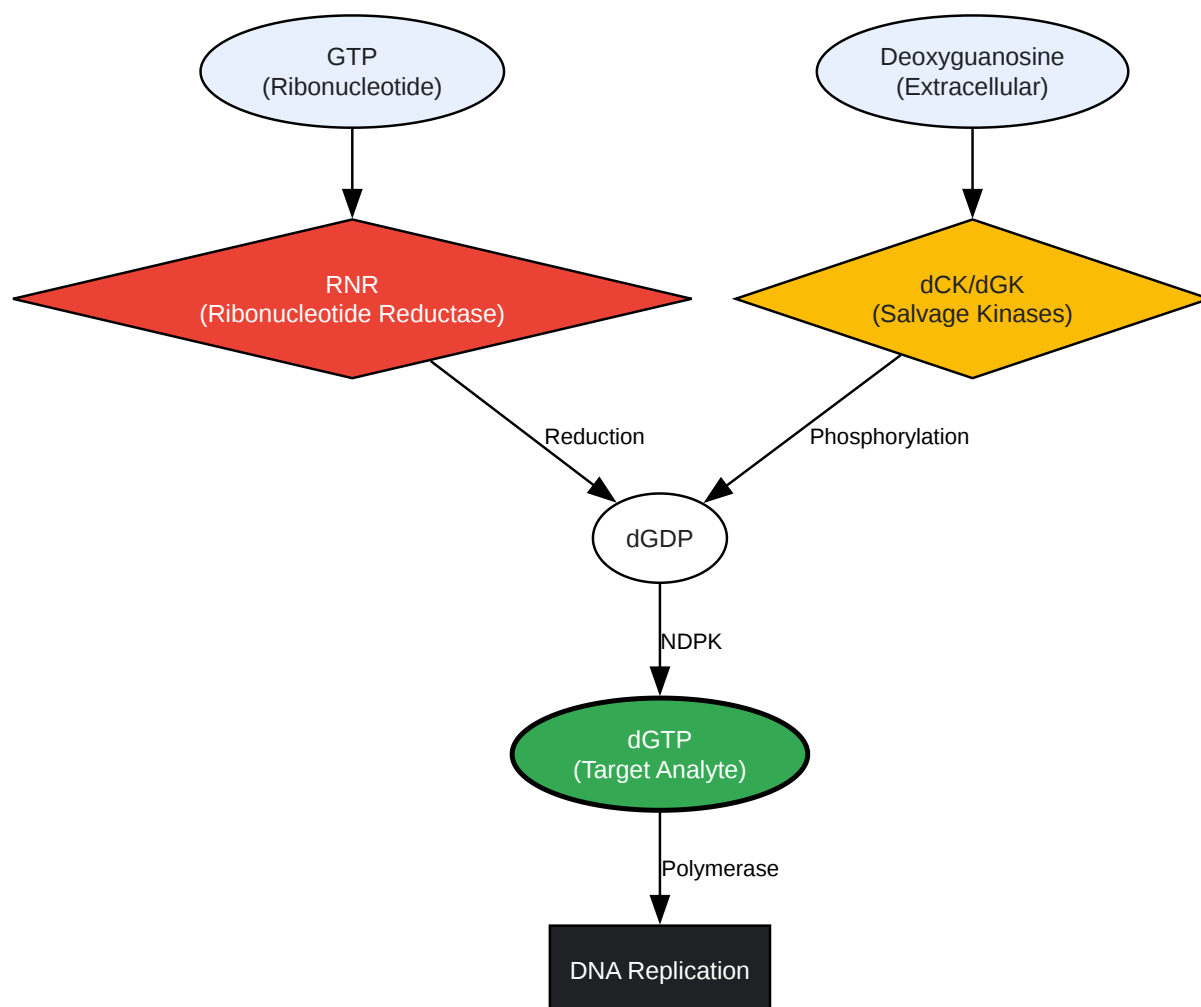 GTP
(Ribonucleotide)
Deoxyguanosine
(Extracellular)
RNR
(Ribonucleotide Reductase)
dCK/dGK
(Salvage Kinases)
Reduction
Phosphorylation
dGDP
NDPK
dGTP
(Target Analyte)
Polymerase
DNA Replication